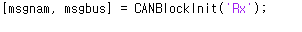 [msgnam, msgbus] = CANBlockInit('Rx');